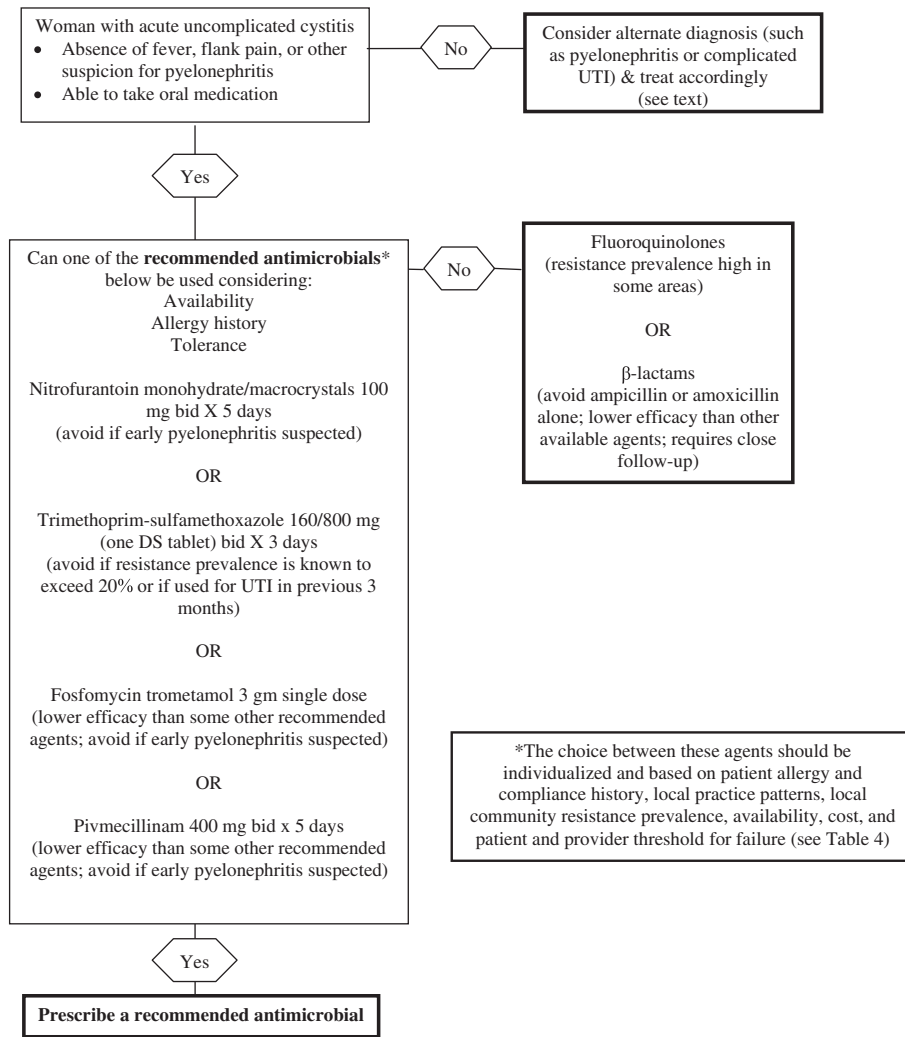 Woman with acute uncomplicated cystitis
• Absence of fever, flank pain, or other
suspicion for pyelonephritis
• Able to take oral medication
No
Consider alternate diagnosis (such
as pyelonephritis or complicated
UTI) & treat accordingly
(see text)
Yes
Can one of the recommended antimicrobials*
below be used considering:
Availability
Allergy history
Tolerance
Nitrofurantoin monohydrate/macrocrystals 100
mg bid X 5 days
(avoid if early pyelonephritis suspected)
OR
Trimethoprim-sulfamethoxazole 160/800 mg
(one DS tablet) bid X 3 days
(avoid if resistance prevalence is known to
exceed 20% or if used for UTI in previous 3
months)
OR
Fosfomycin trometamol 3 gm single dose
(lower efficacy than some other recommended
agents; avoid if early pyelonephritis suspected)
OR
Pivmecillinam 400 mg bid x 5 days
(lower efficacy than some other recommended
agents; avoid if early pyelonephritis suspected)
No
Fluoroquinolones
(resistance prevalence high in
some areas)
OR
β-lactams
(avoid ampicillin or amoxicillin
alone; lower efficacy than other
available agents; requires close
follow-up)
*The choice between these agents should be
individualized and based on patient allergy and
compliance history, local practice patterns, local
community resistance prevalence, availability, cost, and
patient and provider threshold for failure (see Table 4)
Yes
Prescribe a recommended antimicrobial